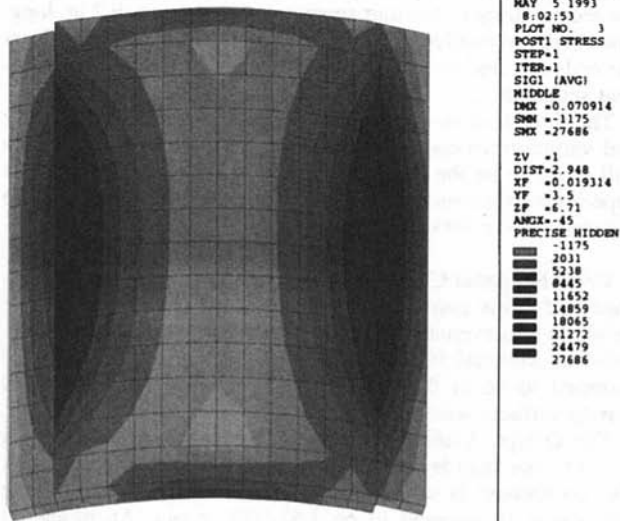 MAY 5 1993
8:02:53
PLOT NO. 3
POST1 STRESS
STEP=1
ITER=1
SIG1 (AVG)
MIDDLE
DMX =0.070914
SMN =-1175
SMX =27686
ZV =1
DIST=2.948
XF =0.019314
YF =3.5
ZF =6.71
ANGX=-45
PRECISE HIDDEN
-1175
2031
5238
8445
11652
14859
18065
21272
24479
27686